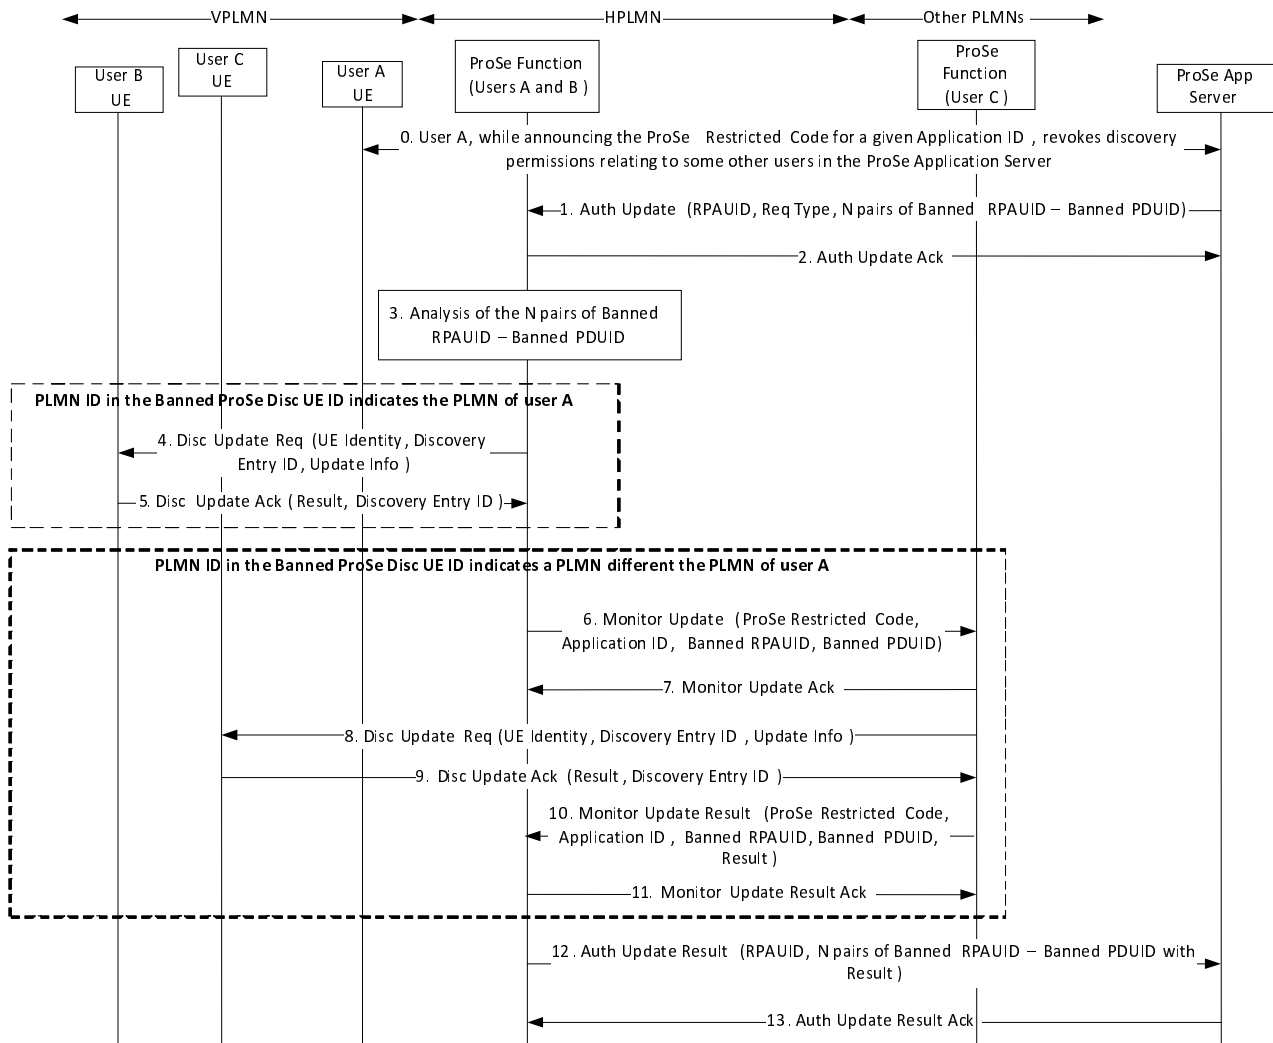 VPLMN
HPLMN
Other PLMNs
User B
UE
User C
UE
User A
UE
ProSe Function
(Users A and B )
ProSe
Function
(User C )
ProSe App
Server
0. User A, while announcing the ProSe Restricted Code for a given Application ID , revokes discovery
permissions relating to some other users in the ProSe Application Server
1. Auth Update (RPAUID, Req Type, N pairs of Banned RPAUID – Banned PDUID)
2. Auth Update Ack
3. Analysis of the N pairs of Banned
RPAUID – Banned PDUID
PLMN ID in the Banned ProSe Disc UE ID indicates the PLMN of user A
4. Disc Update Req (UE Identity, Discovery
Entry ID, Update Info )
5. Disc Update Ack ( Result, Discovery Entry ID )
PLMN ID in the Banned ProSe Disc UE ID indicates a PLMN different the PLMN of user A
6. Monitor Update (ProSe Restricted Code,
Application ID, Banned RPAUID, Banned PDUID)
7. Monitor Update Ack
8. Disc Update Req (UE Identity, Discovery Entry ID , Update Info )
9. Disc Update Ack (Result , Discovery Entry ID )
10. Monitor Update Result (ProSe Restricted Code,
Application ID , Banned RPAUID, Banned PDUID,
Result )
11. Monitor Update Result Ack
12. Auth Update Result (RPAUID, N pairs of Banned RPAUID – Banned PDUID with
Result )
13. Auth Update Result Ack